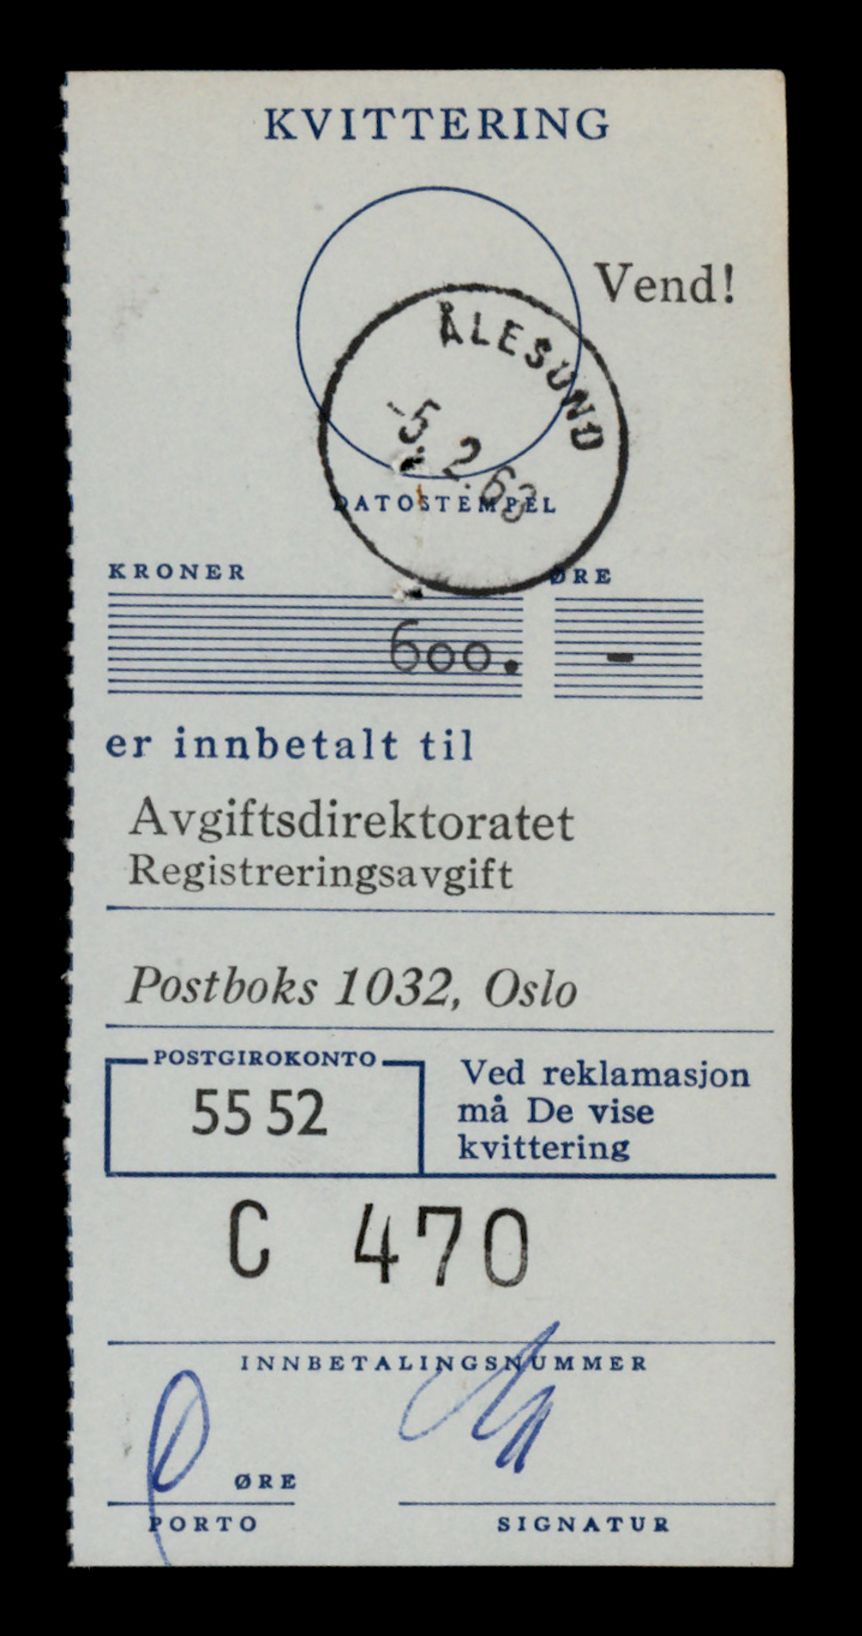 KVITTERING
Vend!
ÅLESUND
-5. 2. 63
DATOSTEMPEL
KRONER ØRE
600. -
er innbetalt til
Avgiftsdirektoratet
Registreringsavgift
Postboks 1032, Oslo
POSTGIROKONTO
55 52
Ved reklamasjon
må De vise
kvittering
C 470
INNBETALINGSNUMMER
ØRE
PORTO SIGNATUR